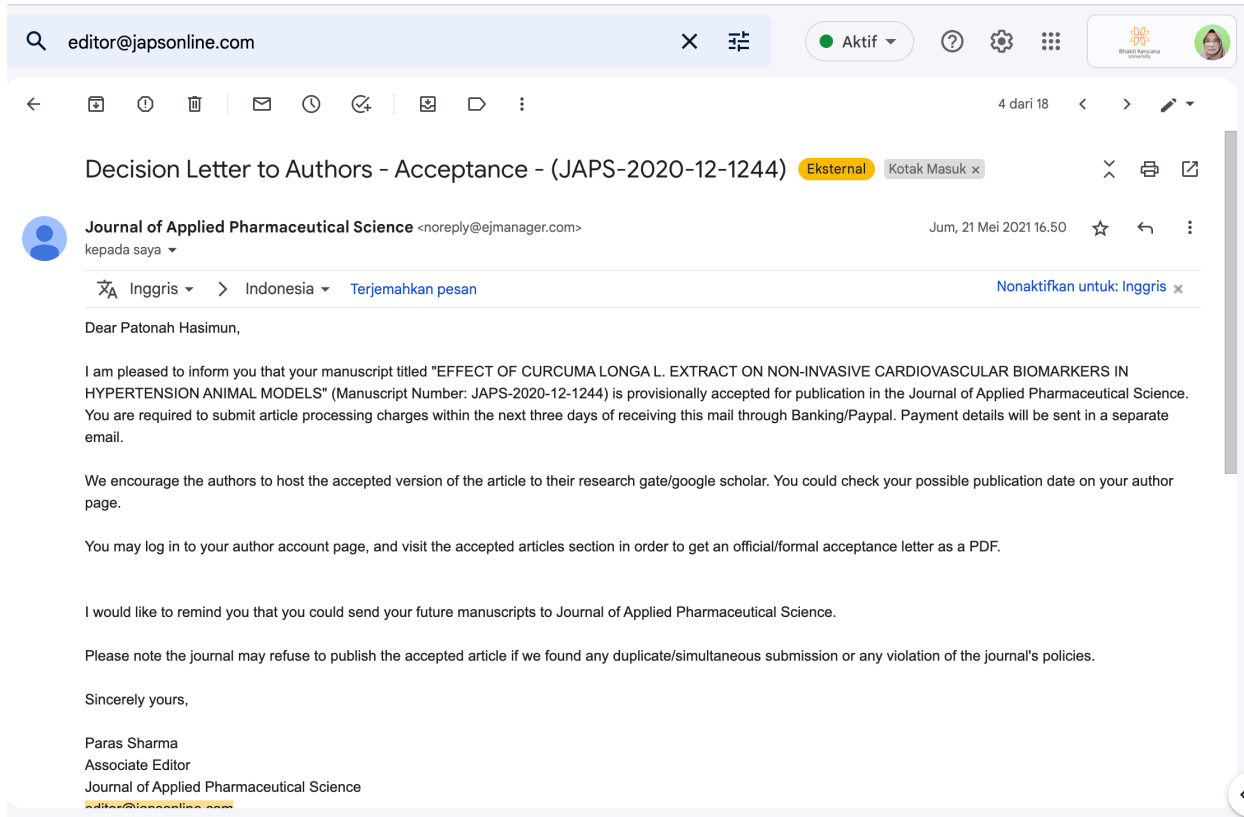 editor@japsonline.com
Aktif
Bhakti Kencana
University
4 dari 18
Decision Letter to Authors - Acceptance - (JAPS-2020-12-1244) Eksternal Kotak Masuk ×
Journal of Applied Pharmaceutical Science <noreply@ejmanager.com> Jum, 21 Mei 2021 16.50
kepada saya
Inggris > Indonesia Terjemahkan pesan Nonaktifkan untuk: Inggris ×
Dear Patonah Hasimun,
I am pleased to inform you that your manuscript titled "EFFECT OF CURCUMA LONGA L. EXTRACT ON NON-INVASIVE CARDIOVASCULAR BIOMARKERS IN
HYPERTENSION ANIMAL MODELS" (Manuscript Number: JAPS-2020-12-1244) is provisionally accepted for publication in the Journal of Applied Pharmaceutical Science.
You are required to submit article processing charges within the next three days of receiving this mail through Banking/Paypal. Payment details will be sent in a separate
email.
We encourage the authors to host the accepted version of the article to their research gate/google scholar. You could check your possible publication date on your author
page.
You may log in to your author account page, and visit the accepted articles section in order to get an official/formal acceptance letter as a PDF.
I would like to remind you that you could send your future manuscripts to Journal of Applied Pharmaceutical Science.
Please note the journal may refuse to publish the accepted article if we found any duplicate/simultaneous submission or any violation of the journal's policies.
Sincerely yours,
Paras Sharma
Associate Editor
Journal of Applied Pharmaceutical Science
editor@japsonline.com